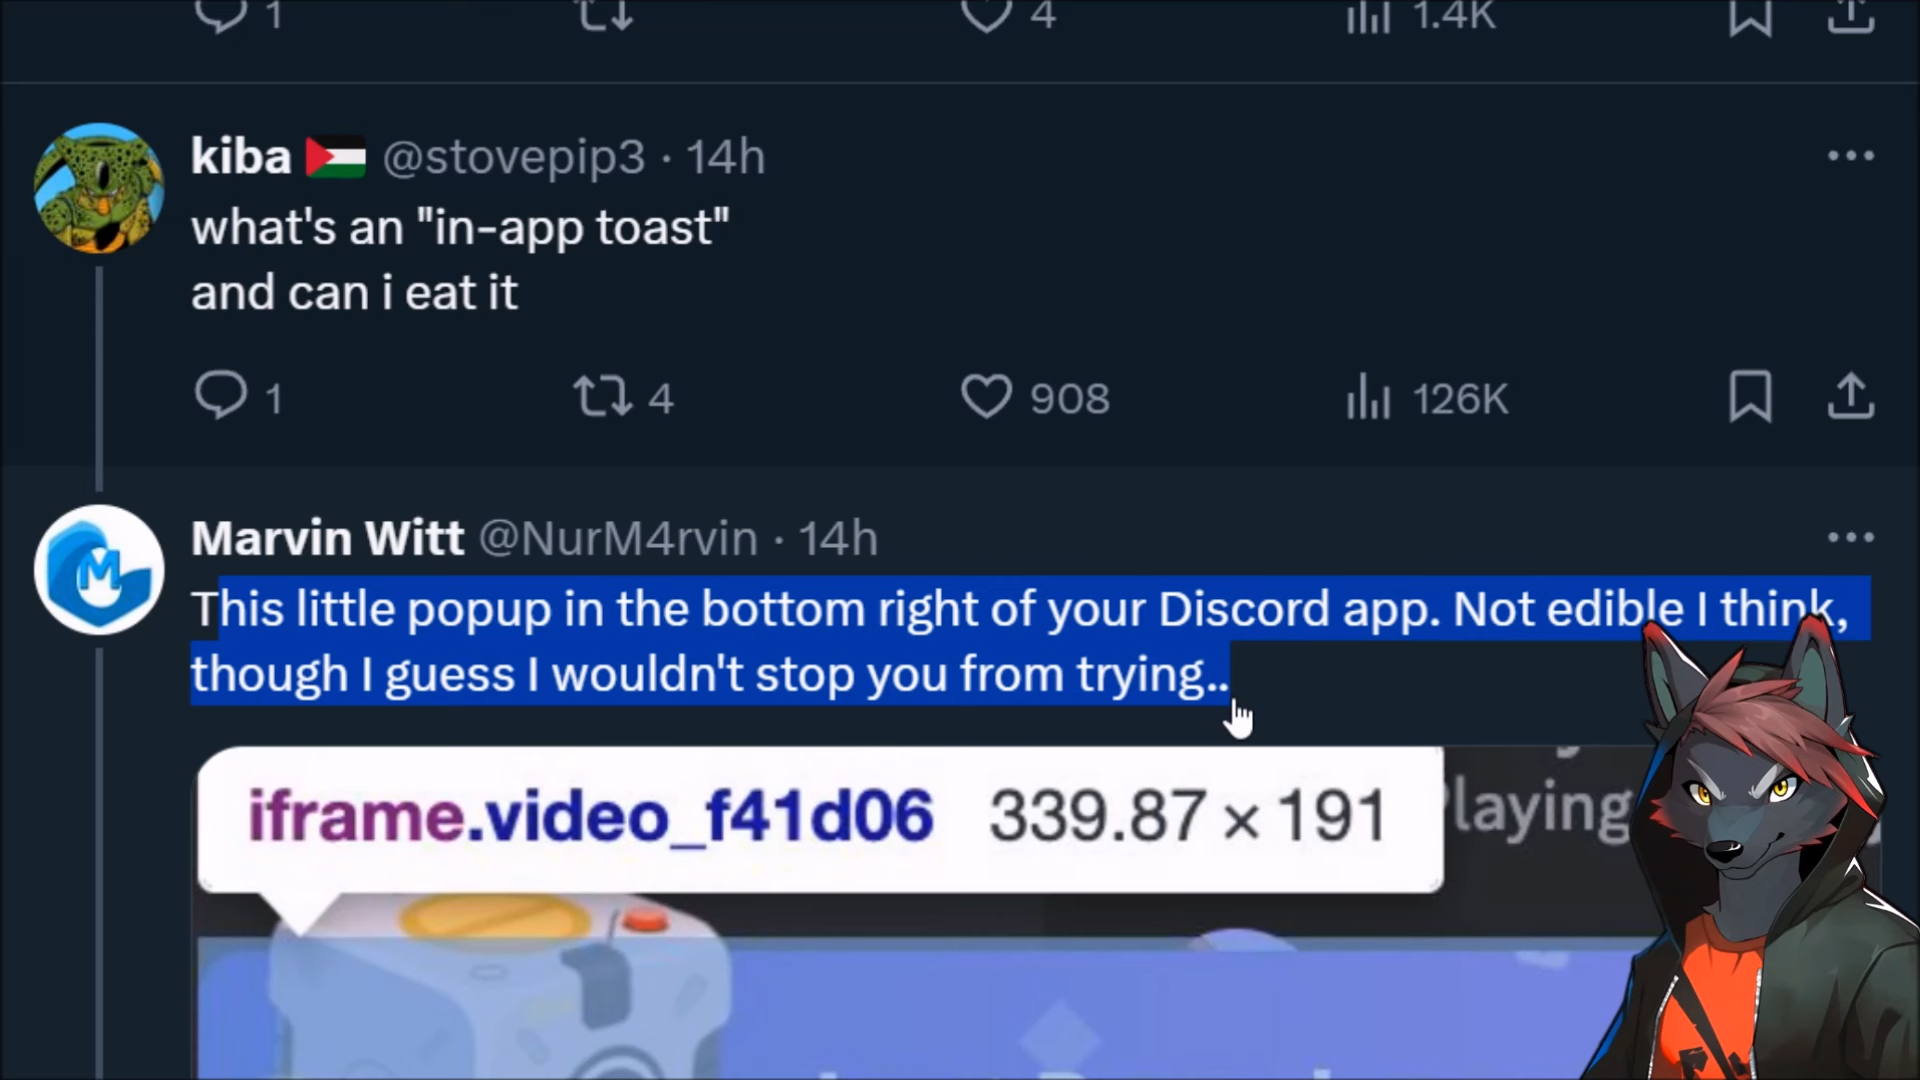 1 4 1.4K
kiba 🇵🇸 @stovepip3 · 14h
what's an "in-app toast"
and can i eat it
1 4 908 126K
Marvin Witt @NurM4rvin · 14h
This little popup in the bottom right of your Discord app. Not edible I think,
though I guess I wouldn't stop you from trying..
iframe.video_f41d06 339.87 × 191
Playing
M